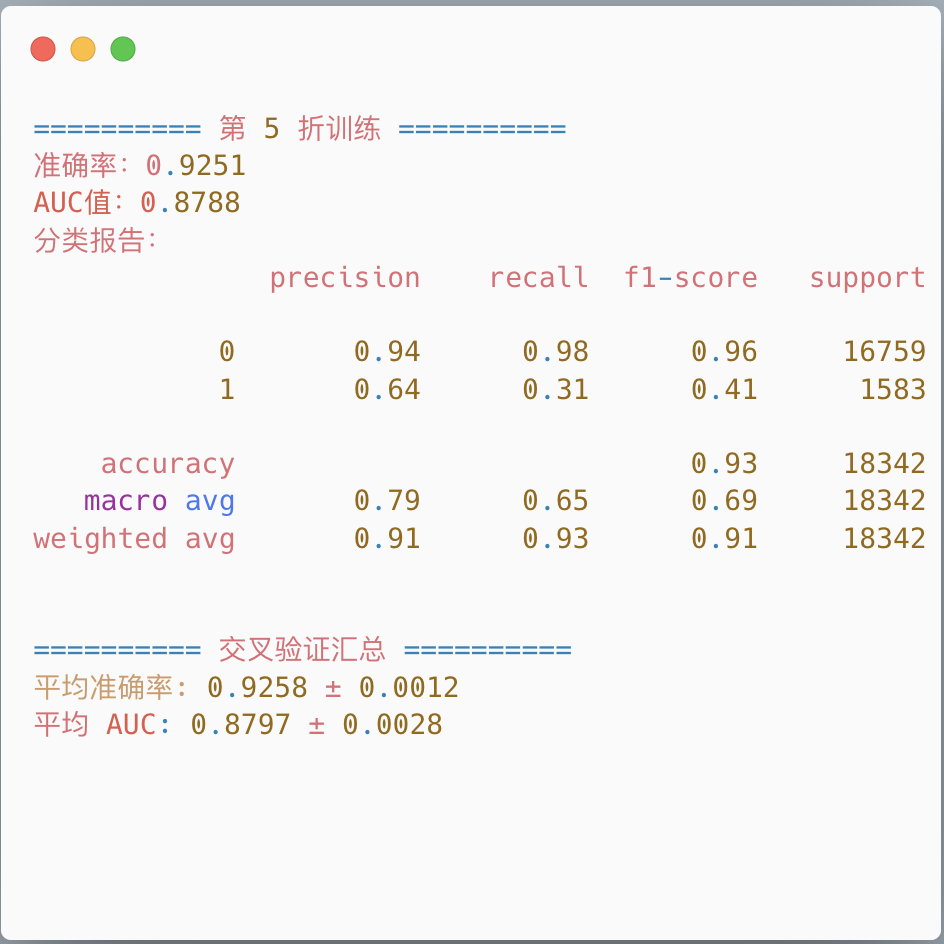 ========== 第 5 折训练 ==========
准确率: 0.9251
AUC值: 0.8788
分类报告:
precision recall f1-score support
0 0.94 0.98 0.96 16759
1 0.64 0.31 0.41 1583
accuracy 0.93 18342
macro avg 0.79 0.65 0.69 18342
weighted avg 0.91 0.93 0.91 18342
========== 交叉验证汇总 ==========
平均准确率: 0.9258 ± 0.0012
平均 AUC: 0.8797 ± 0.0028